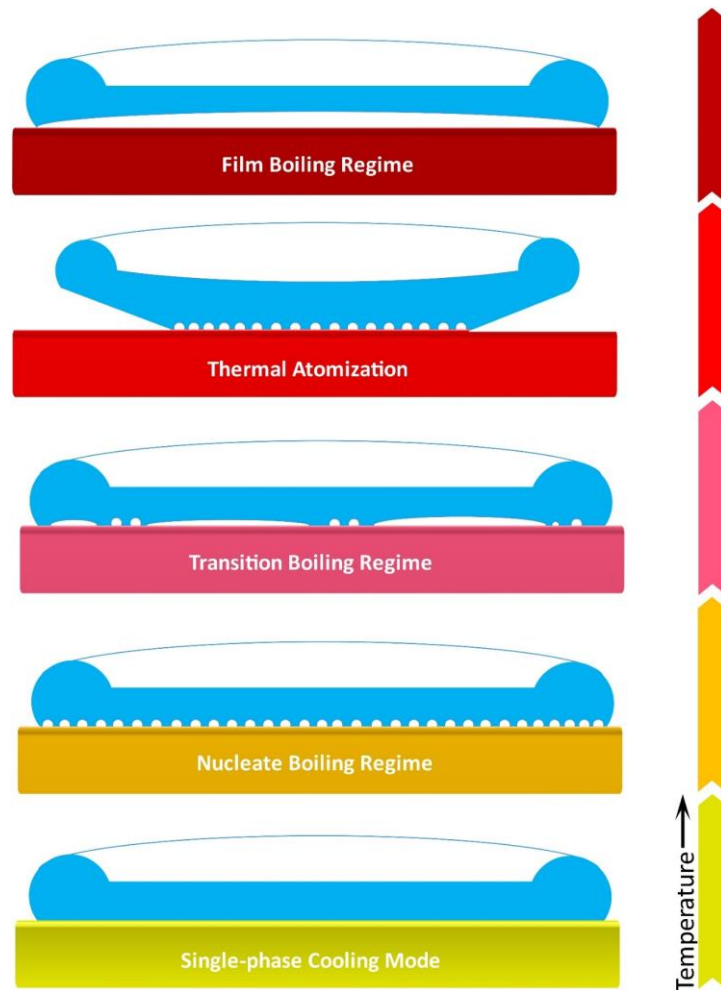 Film Boiling Regime
Thermal Atomization
Transition Boiling Regime
Nucleate Boiling Regime
Single-phase Cooling Mode
Temperature